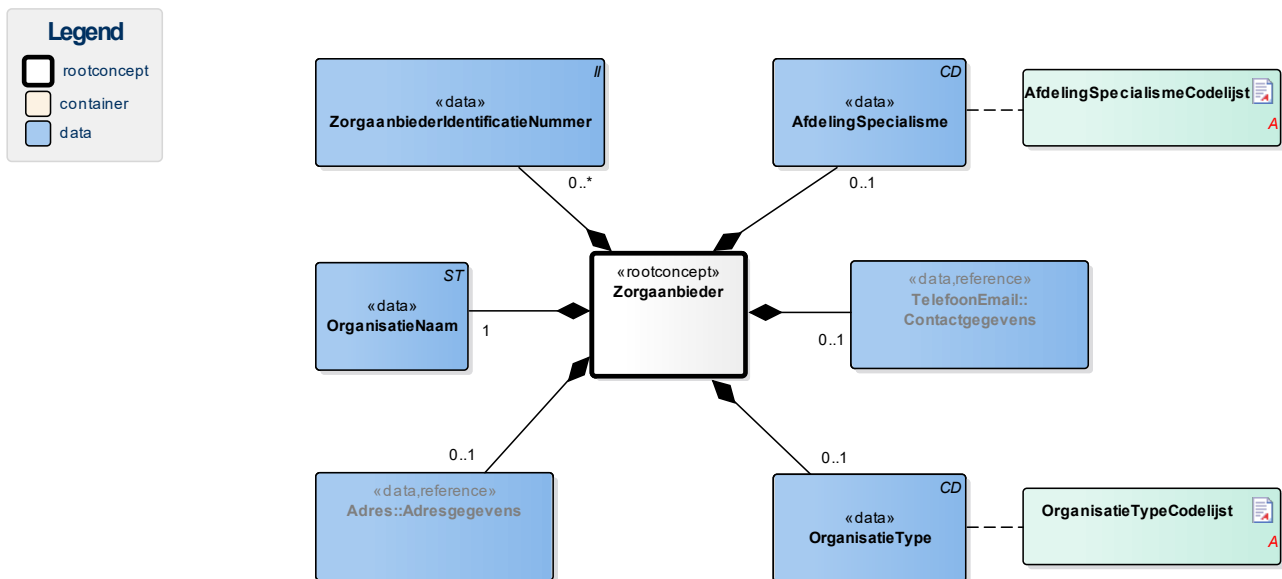 Legend
rootconcept
container
data
II
«data»
ZorgaanbiederIdentificatieNummer
0..*
CD
«data»
AfdelingSpecialisme
0..1
AfdelingSpecialismeCodelijst
A
ST
«data»
OrganisatieNaam
1
«rootconcept»
Zorgaanbieder
«data,reference»
TelefoonEmail::
Contactgegevens
0..1
0..1
«data,reference»
Adres::Adresgegevens
0..1
CD
«data»
OrganisatieType
OrganisatieTypeCodelijst
A